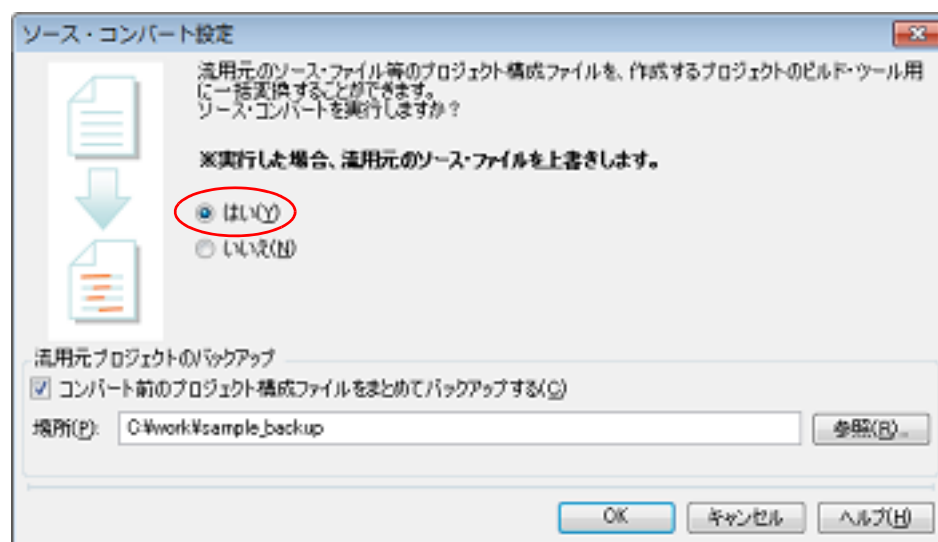 ソース・コンバート設定
流用元のソース・ファイル等のプロジェクト構成ファイルを、作成するプロジェクトのビルド・ツール用
に一括変換することができます。
ソース・コンバートを実行しますか？
※実行した場合、流用元のソース・ファイルを上書きします。
はい(Y)
いいえ(N)
流用元プロジェクトのバックアップ
コンバート前のプロジェクト構成ファイルをまとめてバックアップする(C)
場所(P):
C:¥work¥sample_backup
参照(R)...
OK
キャンセル
ヘルプ(H)